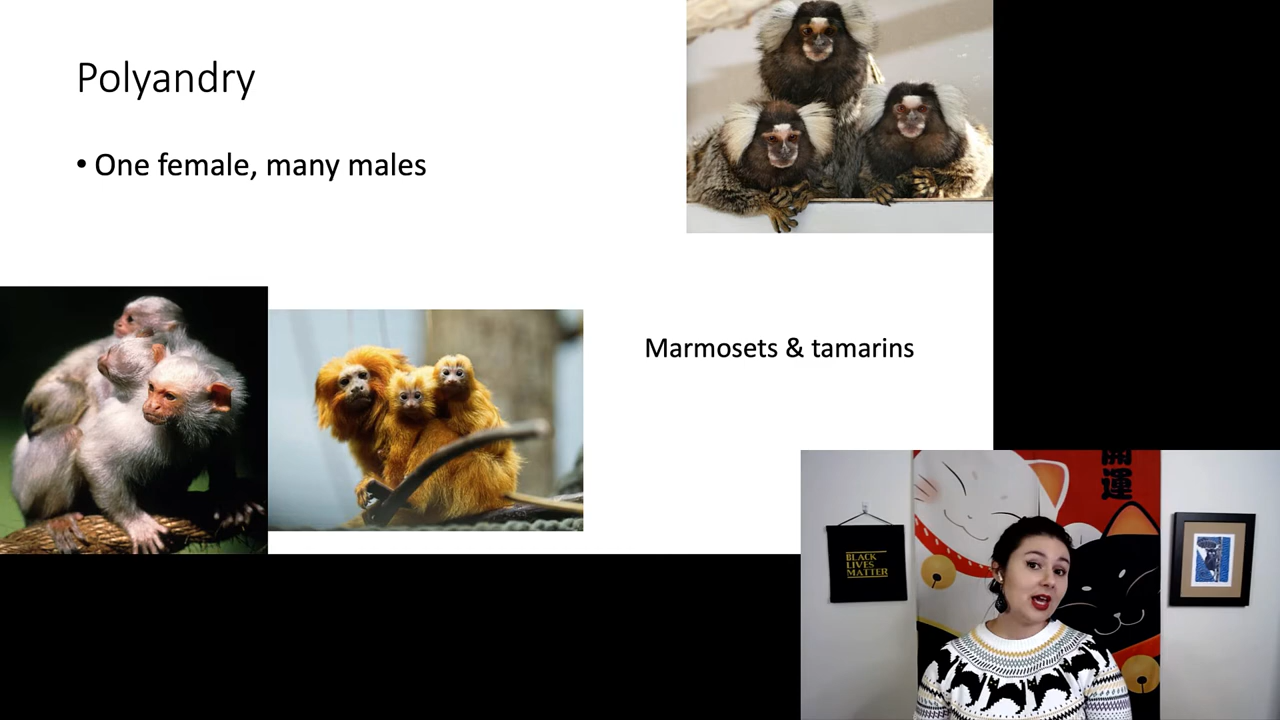 Polyandry
• One female, many males
Marmosets & tamarins
開
運
BLACK
LIVES
MATTER